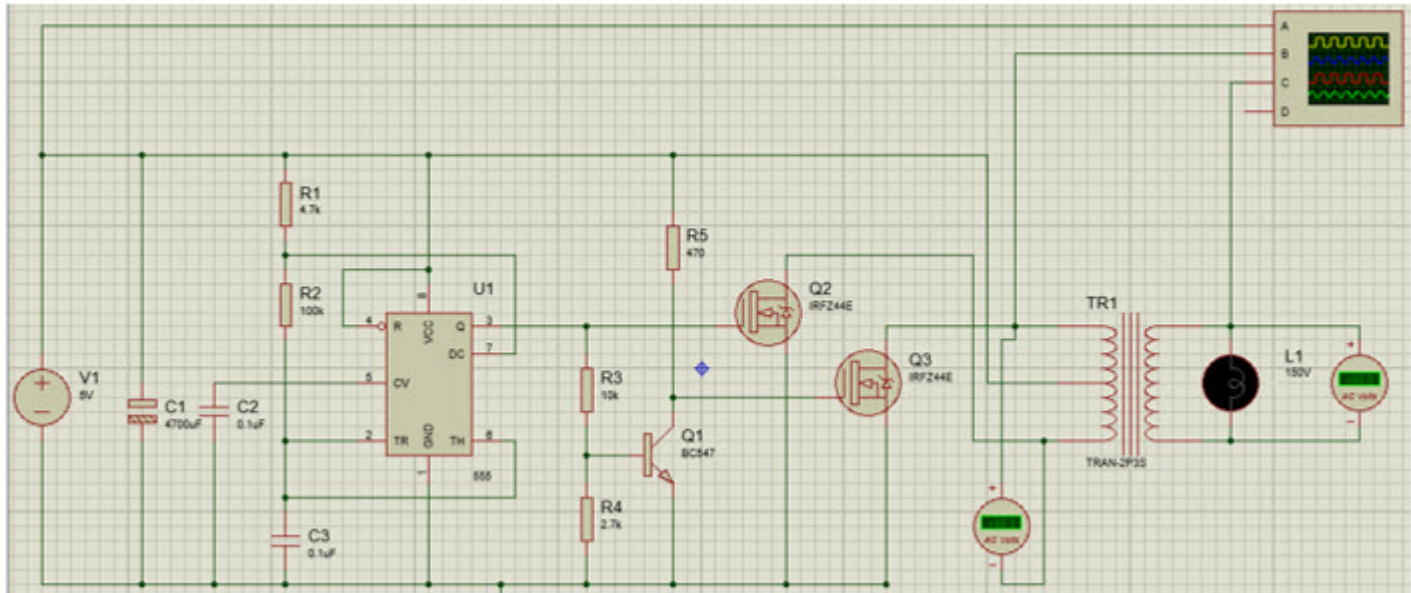 A
B
C
D
R1
4.7k
R5
470
R2
100k
U1
8
4
R
VCC
Q
3
DC
7
5
CV
2
TR
GND
TH
6
1
555
V1
C1
4700uF
C2
0.1uF
C3
0.1uF
R3
10k
R4
2.7k
Q1
BC547
Q2
IRFZ44E
Q3
IRFZ44E
TR1
TRAN-2P3S
L1
150V
+
AC Volts
-
+
AC Volts
-